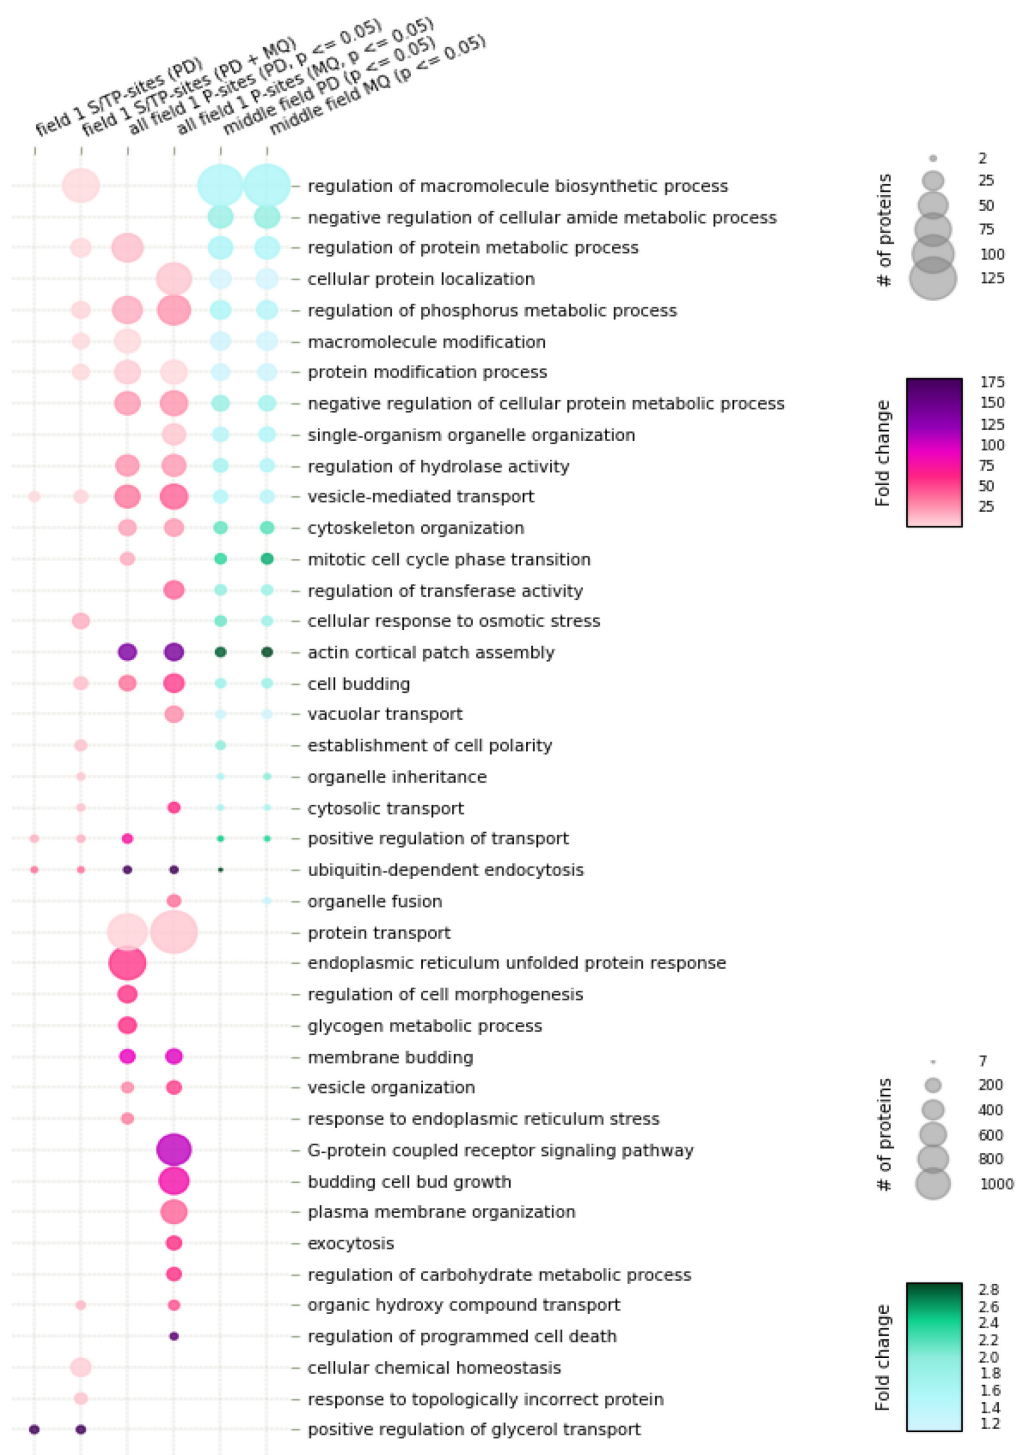 field 1 S/TP-sites (PD)
field 1 S/TP-sites (PD + MQ)
all field 1 P-sites (PD, p <= 0.05)
all field 1 P-sites (MQ, p <= 0.05)
middle field PD (p <= 0.05)
middle field MQ (p <= 0.05)
regulation of macromolecule biosynthetic process
negative regulation of cellular amide metabolic process
regulation of protein metabolic process
cellular protein localization
regulation of phosphorus metabolic process
macromolecule modification
protein modification process
negative regulation of cellular protein metabolic process
single-organism organelle organization
regulation of hydrolase activity
vesicle-mediated transport
cytoskeleton organization
mitotic cell cycle phase transition
regulation of transferase activity
cellular response to osmotic stress
actin cortical patch assembly
cell budding
vacuolar transport
establishment of cell polarity
organelle inheritance
cytosolic transport
positive regulation of transport
ubiquitin-dependent endocytosis
organelle fusion
protein transport
endoplasmic reticulum unfolded protein response
regulation of cell morphogenesis
glycogen metabolic process
membrane budding
vesicle organization
response to endoplasmic reticulum stress
G-protein coupled receptor signaling pathway
budding cell bud growth
plasma membrane organization
exocytosis
regulation of carbohydrate metabolic process
organic hydroxy compound transport
regulation of programmed cell death
cellular chemical homeostasis
response to topologically incorrect protein
positive regulation of glycerol transport
# of proteins
2
25
50
75
100
125
Fold change
175
150
125
100
75
50
25
# of proteins
7
200
400
600
800
1000
Fold change
2.8
2.6
2.4
2.2
2.0
1.8
1.6
1.4
1.2